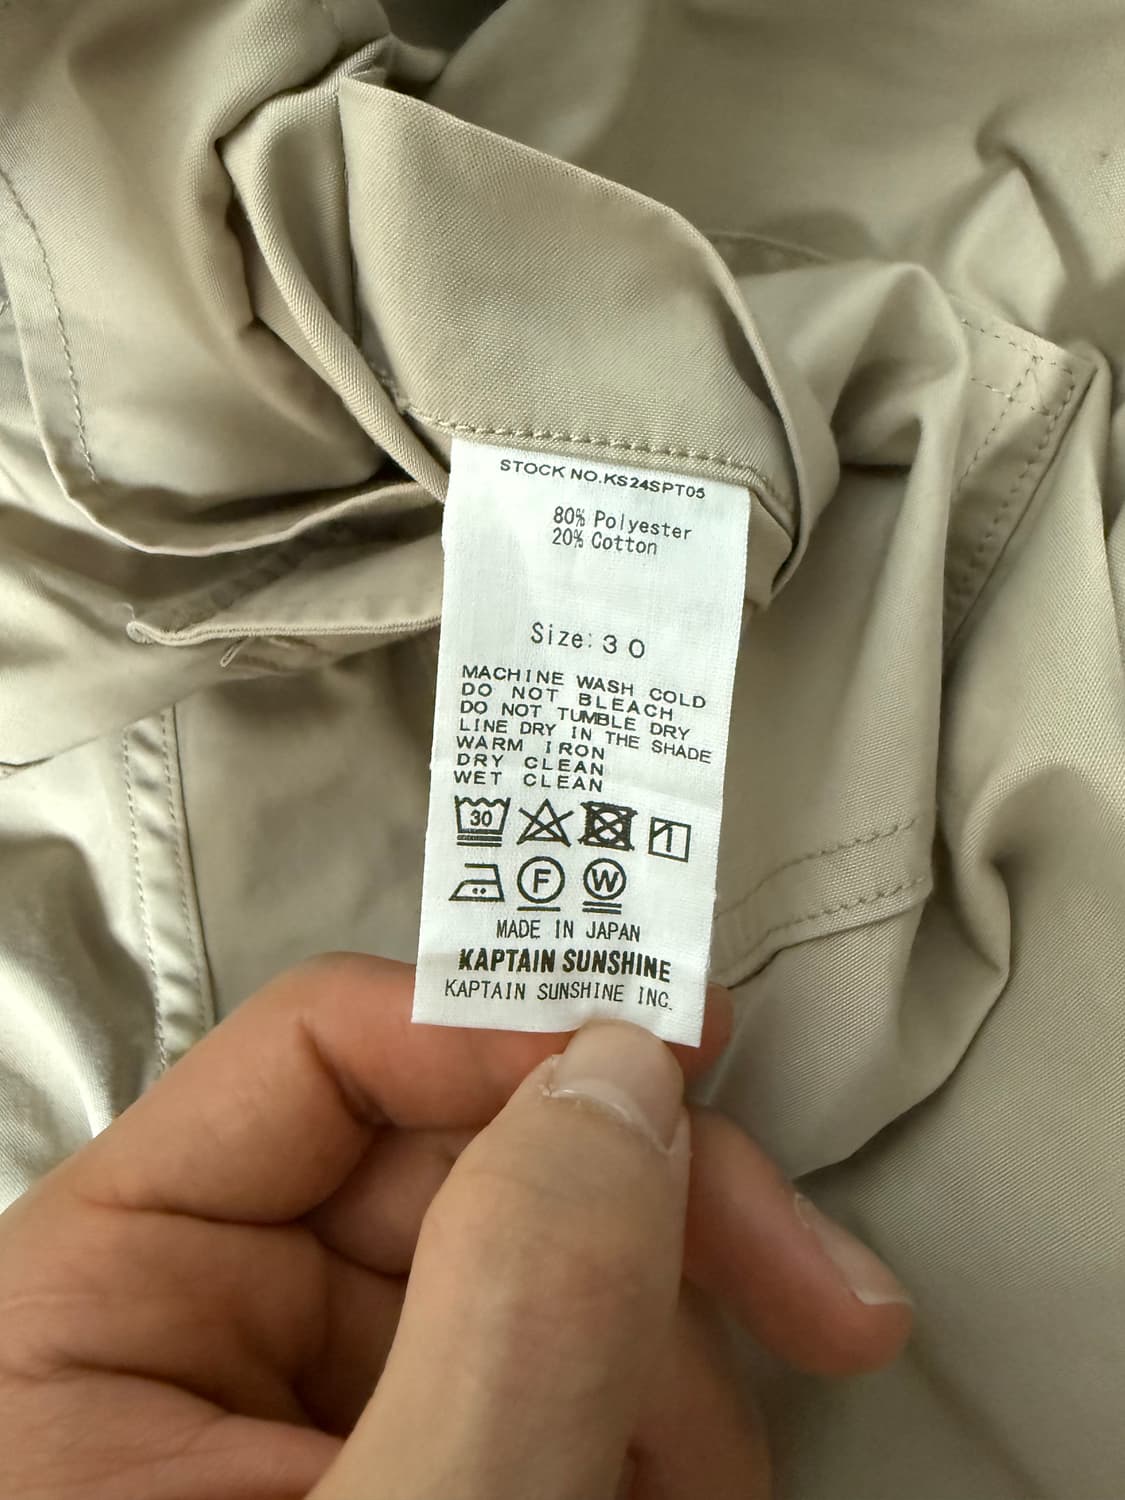 STOCK NO.KS24SPT05
80% Polyester
20% Cotton
Size:30
MACHINE WASH COLD
DO NOT BLEACH
DO NOT TUMBLE DRY
LINE DRY IN THE SHADE
WARM IRON
DRY CLEAN
WET CLEAN
30
F W
MADE IN JAPAN
KAPTAIN SUNSHINE
KAPTAIN SUNSHINE INC.